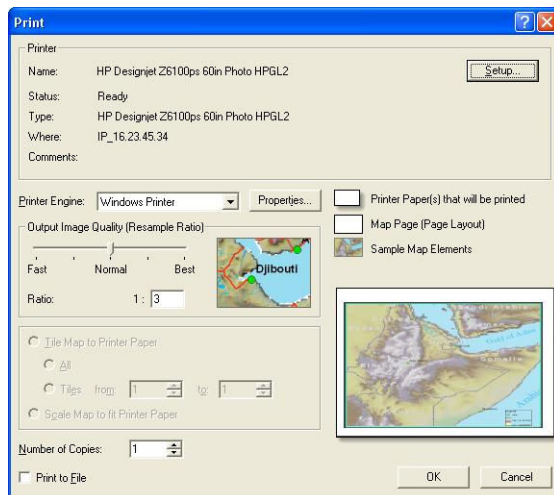 Print
Printer
Name: HP Designjet Z6100ps 60in Photo HPGL2
Setup...
Status: Ready
Type: HP Designjet Z6100ps 60in Photo HPGL2
Where: IP_16.23.45.34
Comments:
Printer Engine: Windows Printer Properties...
Printer Paper(s) that will be printed
Map Page (Page Layout)
Sample Map Elements
Output Image Quality (Resample Ratio)
Fast Normal Best
Djibouti
Ratio: 1 : 3
Tile Map to Printer Paper
All
Tiles from: 1 to: 1
Scale Map to fit Printer Paper
Number of Copies: 1
Print to File
OK Cancel